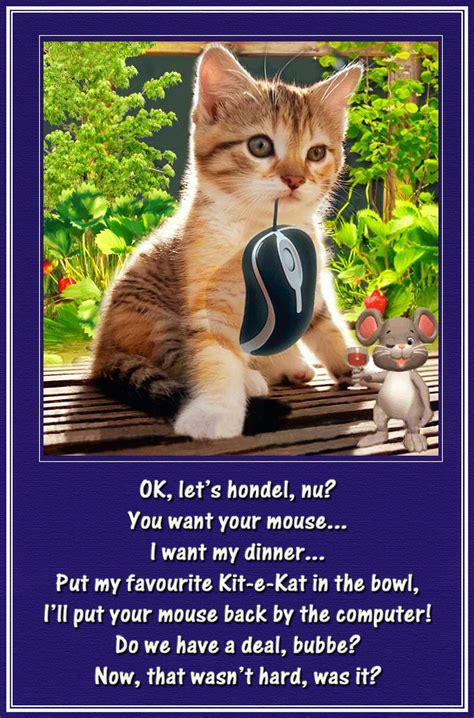 OK, let's hondel, nu?
You want your mouse...
I want my dinner...
Put my favourite Kit-e-Kat in the bowl,
I'll put your mouse back by the computer!
Do we have a deal, bubbe?
Now, that wasn't hard, was it?